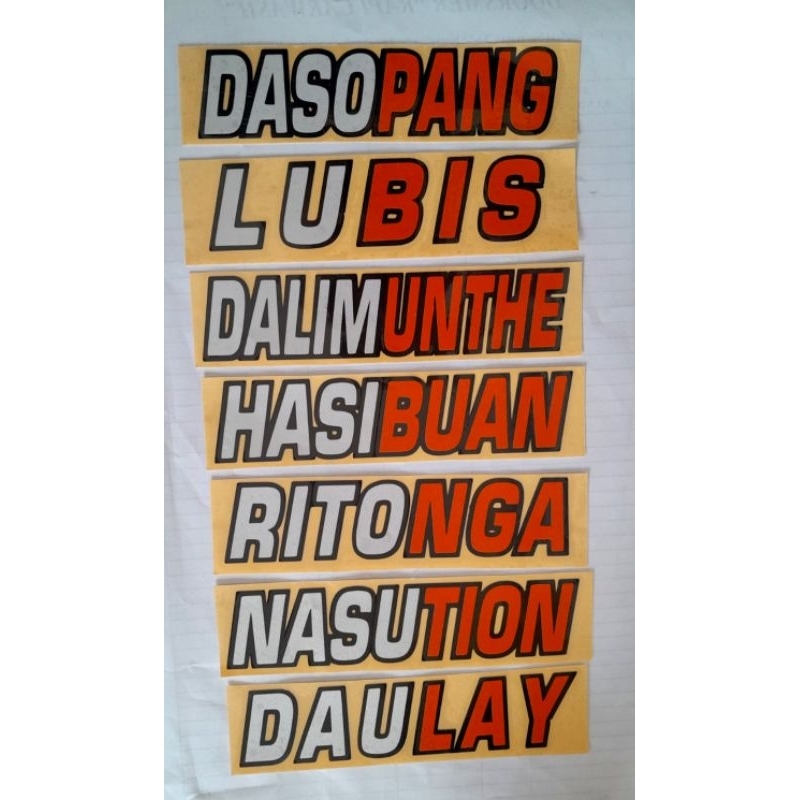 DASOPANG
LUBIS
DALIMUNTHE
HASIBUAN
RITONGA
NASUTION
DAULAY